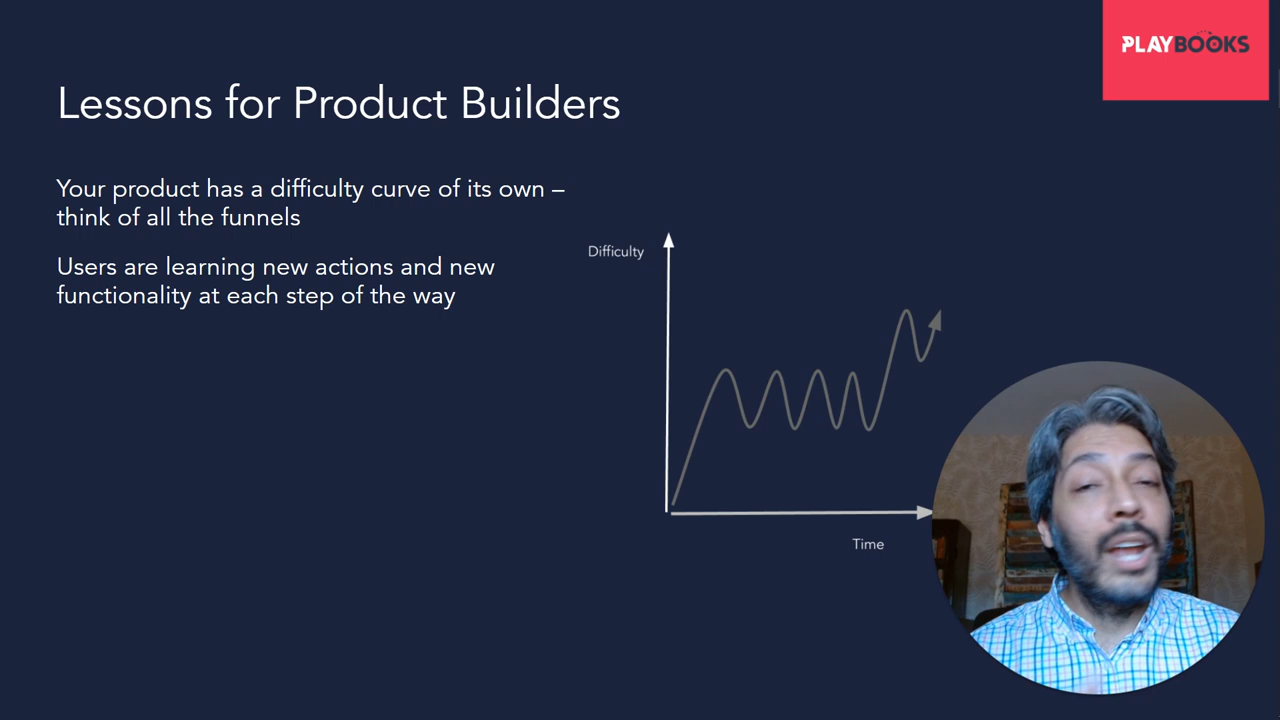 PLAYBOOKS
Lessons for Product Builders
Your product has a difficulty curve of its own –
think of all the funnels
Users are learning new actions and new
functionality at each step of the way
Difficulty
Time